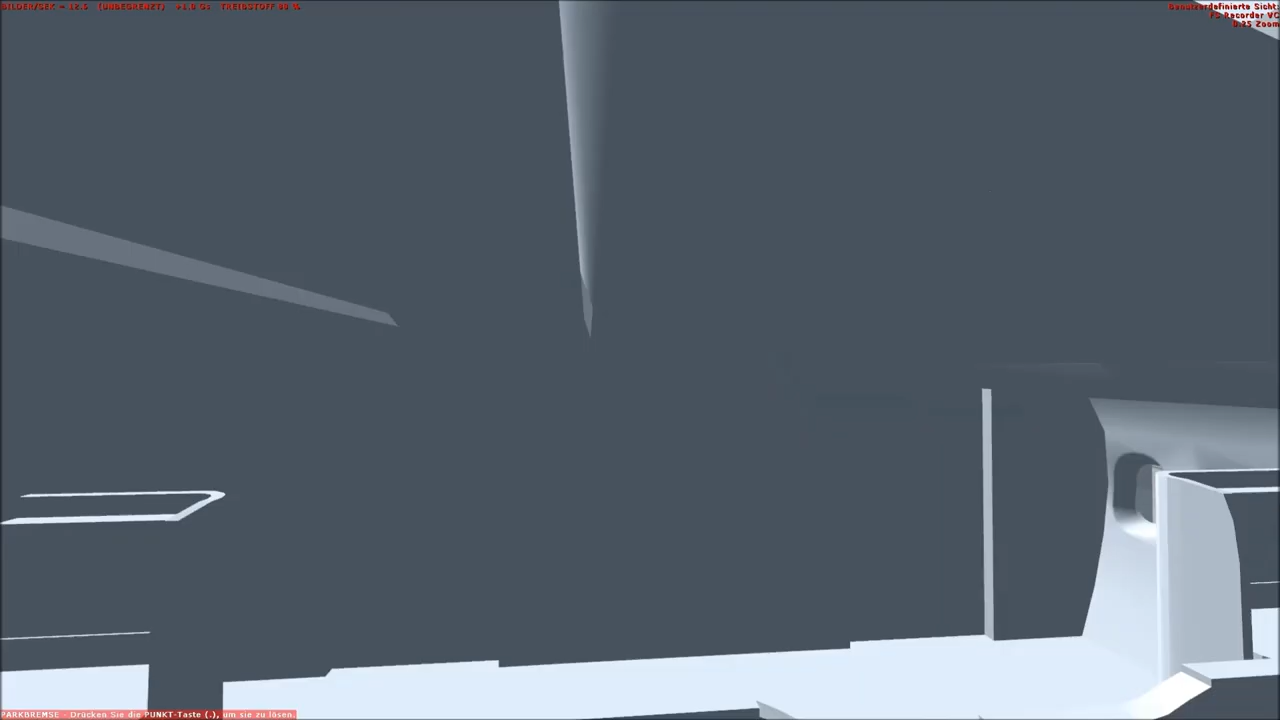 BILDER/SEK = 12.5 (UNBEGRENZT) +1.0 Gs TREIBSTOFF 80 %
Benutzerdefinierte Sicht:
FS Recorder VC
0.25 Zoom
PARKBREMSE - Drücken Sie die PUNKT-Taste (.), um sie zu lösen.